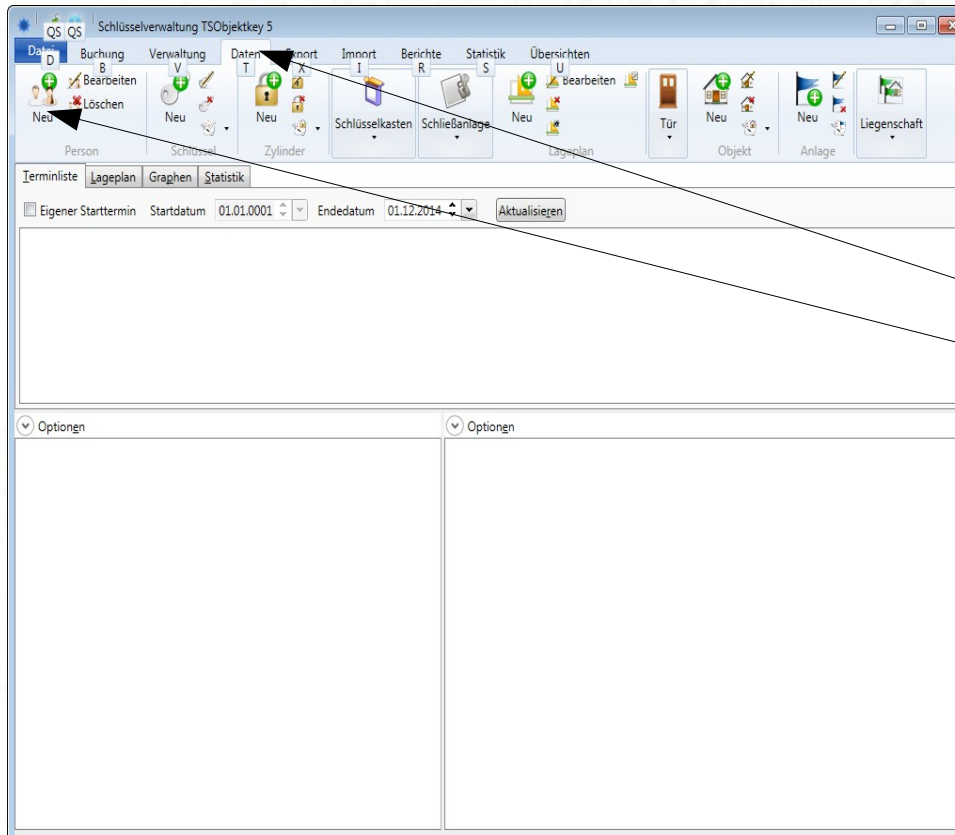 Schlüsselverwaltung TSObjektkey 5
QS QS
Datei Buchung Verwaltung Daten Export Import Berichte Statistik Übersichten
D B V T X I R S U
Neu Bearbeiten Löschen Person
Neu Schlüssel
Neu Zylinder
Schlüsselkasten
Schließanlage
Neu Bearbeiten Lageplan
Tür
Neu Objekt
Neu Anlage
Liegenschaft
Terminliste Lageplan Graphen Statistik
Eigener Starttermin Startdatum 01.01.0001 Endedatum 01.12.2014 Aktualisieren
Optionen Optionen